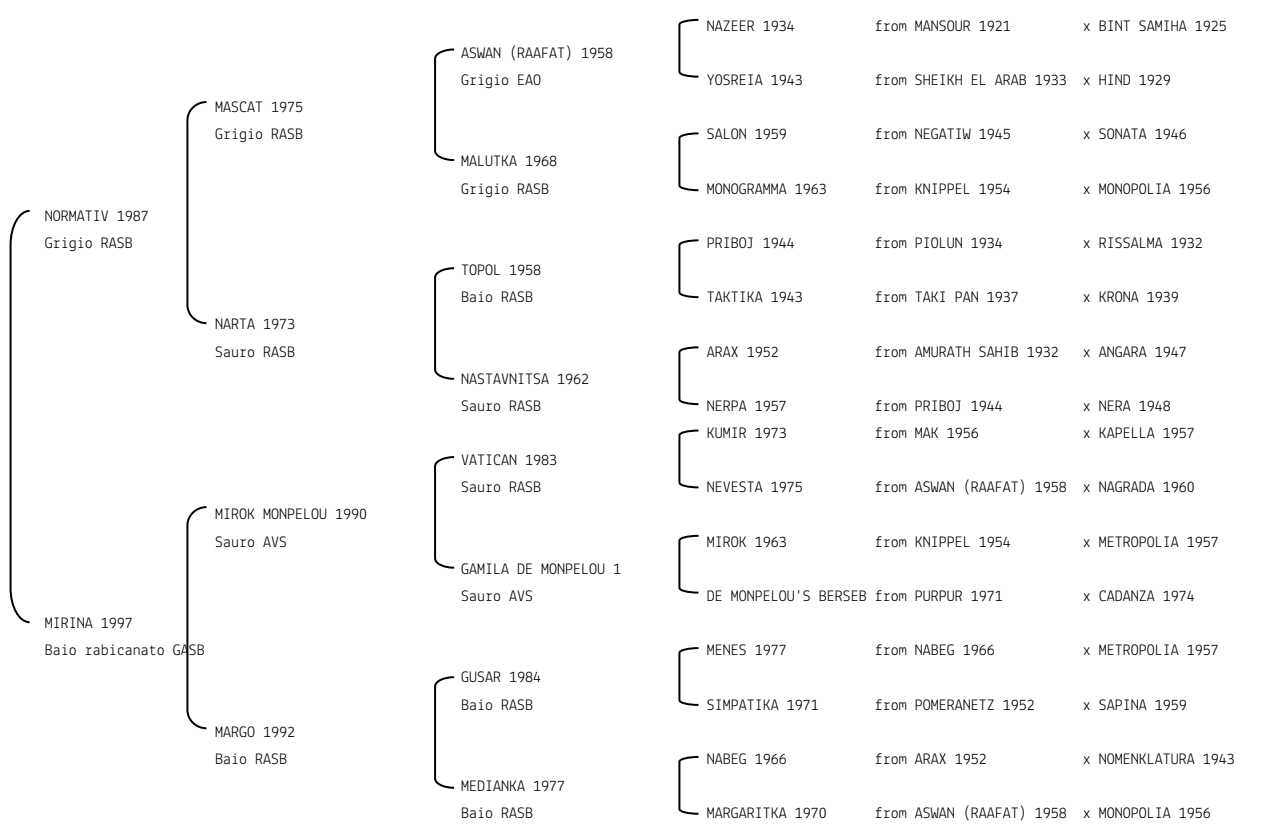 NAZEER 1934 from MANSOUR 1921 x BINT SAMIHA 1925
ASWAN (RAAFAT) 1958
Grigio EAO
YOSREIA 1943 from SHEIKH EL ARAB 1933 x HIND 1929
MASCAT 1975
Grigio RASB
SALON 1959 from NEGATIW 1945 x SONATA 1946
MALUTKA 1968
Grigio RASB
MONOGRAMMA 1963 from KNIPPEL 1954 x MONOPOLIA 1956
NORMATIV 1987
Grigio RASB
PRIBOJ 1944 from PIOLUN 1934 x RISSALMA 1932
TOPOL 1958
Baio RASB
TAKTIKA 1943 from TAKI PAN 1937 x KRONA 1939
NARTA 1973
Sauro RASB
ARAX 1952 from AMURATH SAHIB 1932 x ANGARA 1947
NASTAVNITSA 1962
Sauro RASB
NERPA 1957 from PRIBOJ 1944 x NERA 1948
KUMIR 1973 from MAK 1956 x KAPELLA 1957
VATICAN 1983
Sauro RASB
NEVESTA 1975 from ASWAN (RAAFAT) 1958 x NAGRADA 1960
MIROK MONPELOU 1990
Sauro AVS
MIROK 1963 from KNIPPEL 1954 x METROPOLIA 1957
GAMILA DE MONPELOU 1
Sauro AVS
DE MONPELOU'S BERSEB from PURPUR 1971 x CADANZA 1974
MIRINA 1997
Baio rabicanato GASB
MENES 1977 from NABEG 1966 x METROPOLIA 1957
GUSAR 1984
Baio RASB
SIMPATIKA 1971 from POMERANETZ 1952 x SAPINA 1959
MARGO 1992
Baio RASB
NABEG 1966 from ARAX 1952 x NOMENKLATURA 1943
MEDIANKA 1977
Baio RASB
MARGARITKA 1970 from ASWAN (RAAFAT) 1958 x MONOPOLIA 1956